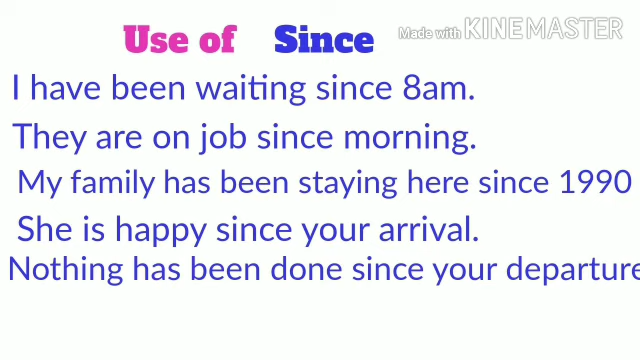 Use of Since
Made with KINEMASTER
I have been waiting since 8am.
They are on job since morning.
My family has been staying here since 1990
She is happy since your arrival.
Nothing has been done since your departure